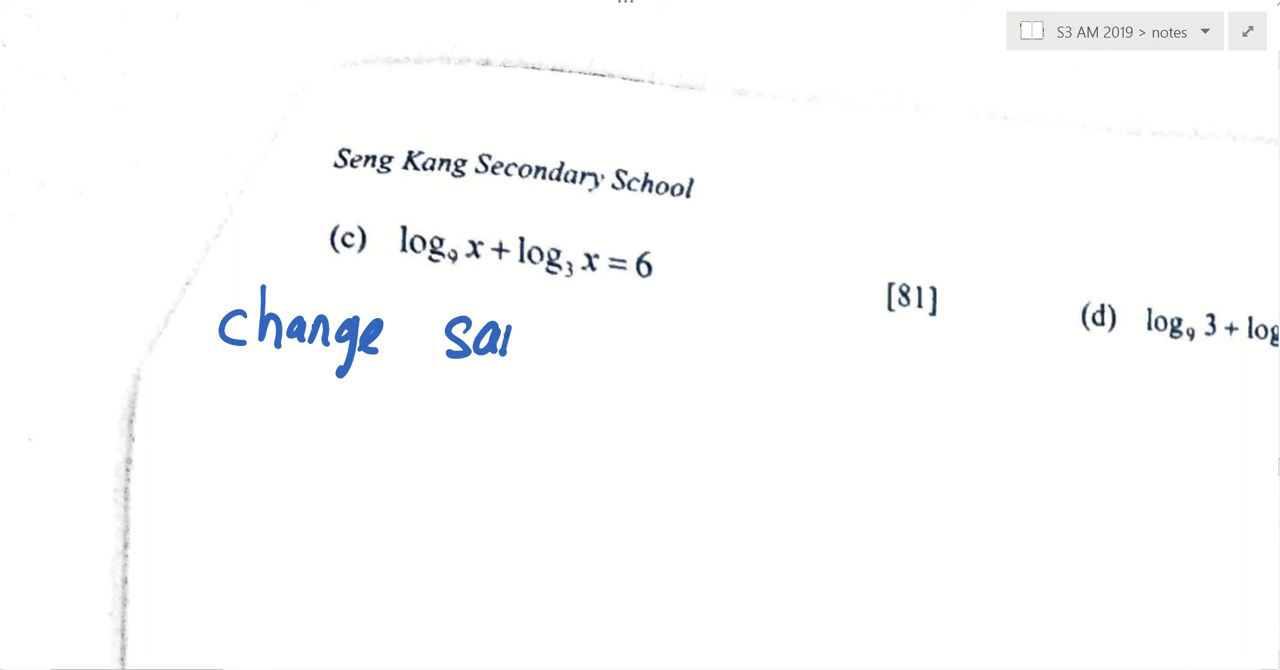 S3 AM 2019 > notes
Seng Kang Secondary School
(c) log₉ x + log₃ x = 6
[81]
(d) log₉ 3 + log
change sa